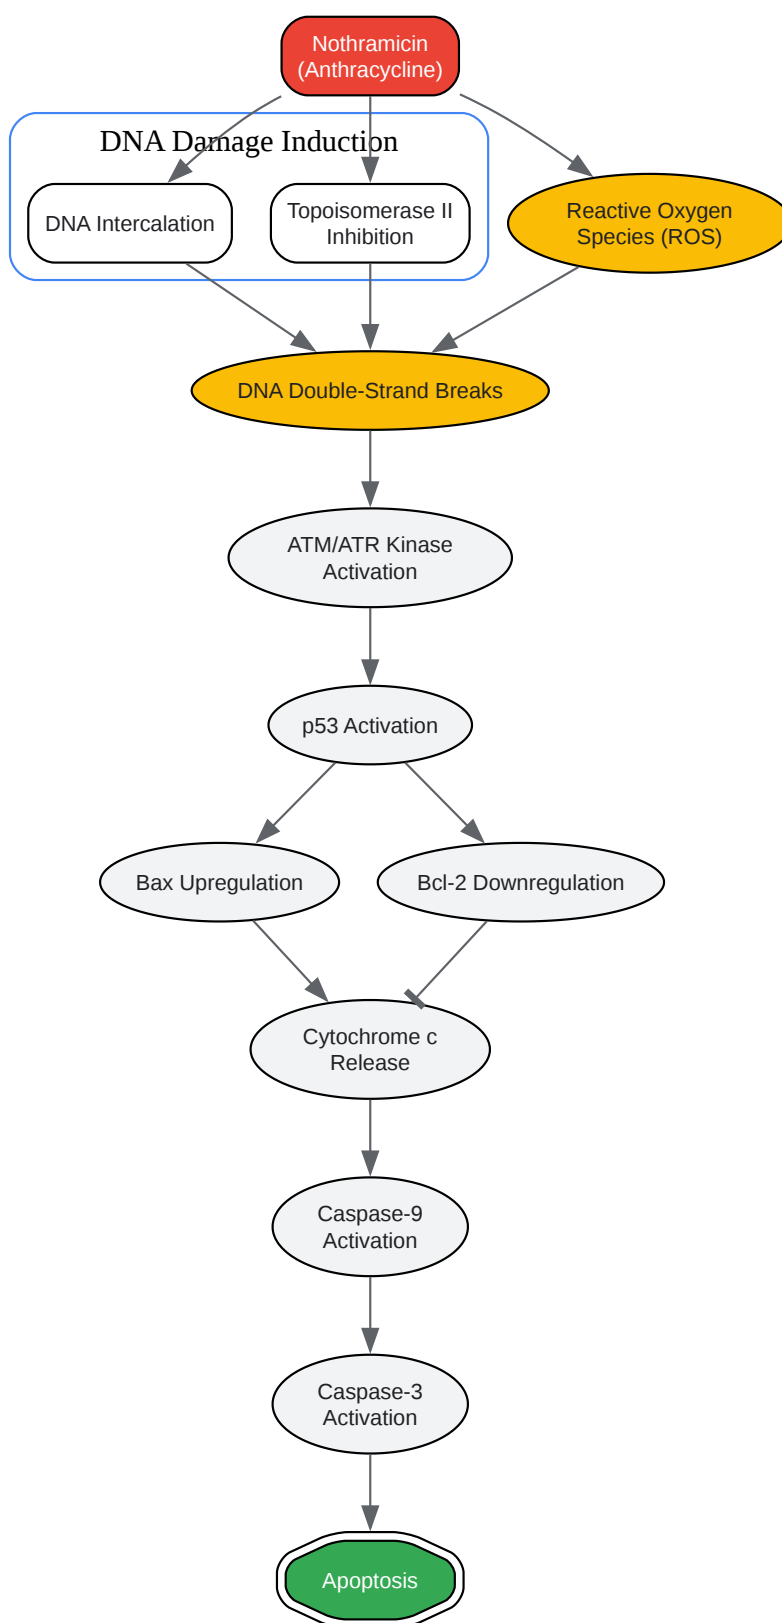 Nothramicin
(Anthracycline)
DNA Damage Induction
DNA Intercalation
Topoisomerase II
Inhibition
Reactive Oxygen
Species (ROS)
DNA Double-Strand Breaks
ATM/ATR Kinase
Activation
p53 Activation
Bax Upregulation
Bcl-2 Downregulation
Cytochrome c
Release
Caspase-9
Activation
Caspase-3
Activation
Apoptosis